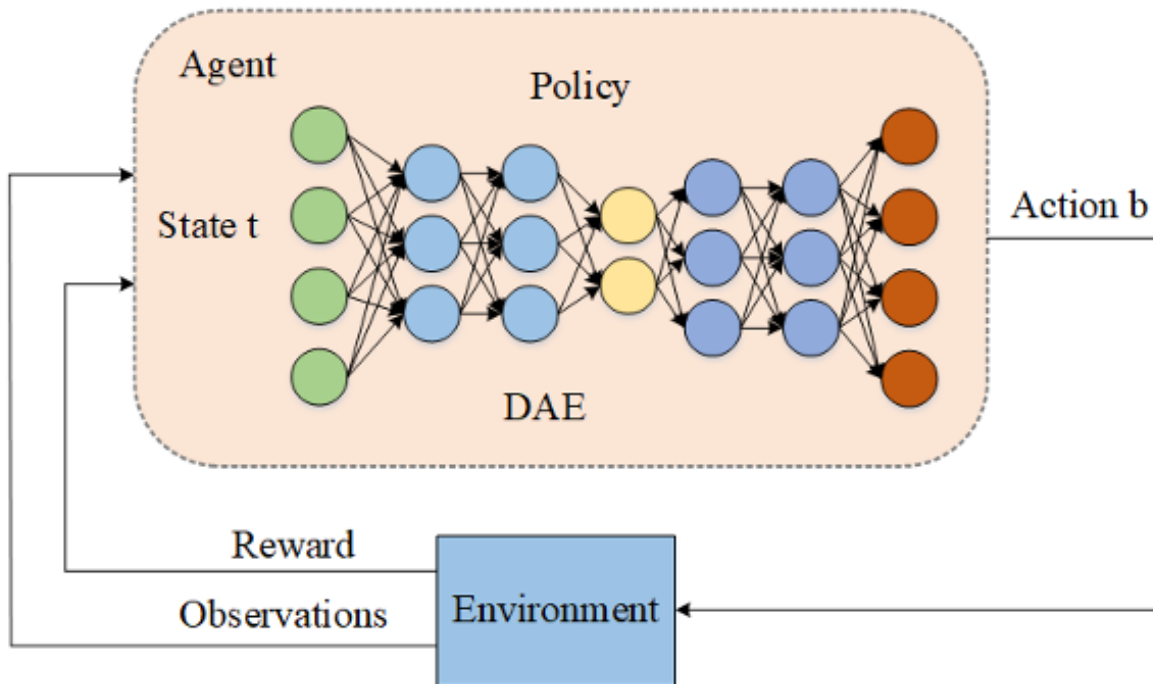 Agent
Policy
State t
Action b
DAE
Reward
Observations
Environment